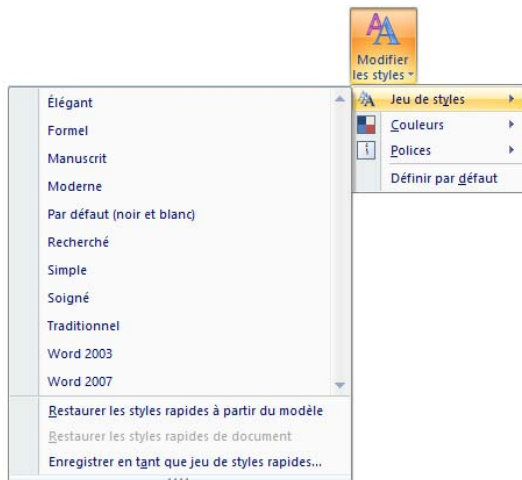 Modifier
les styles
Jeu de styles
Couleurs
Polices
Définir par défaut
Élégant
Formel
Manuscrit
Moderne
Par défaut (noir et blanc)
Recherché
Simple
Soigné
Traditionnel
Word 2003
Word 2007
Restaurer les styles rapides à partir du modèle
Restaurer les styles rapides de document
Enregistrer en tant que jeu de styles rapides...